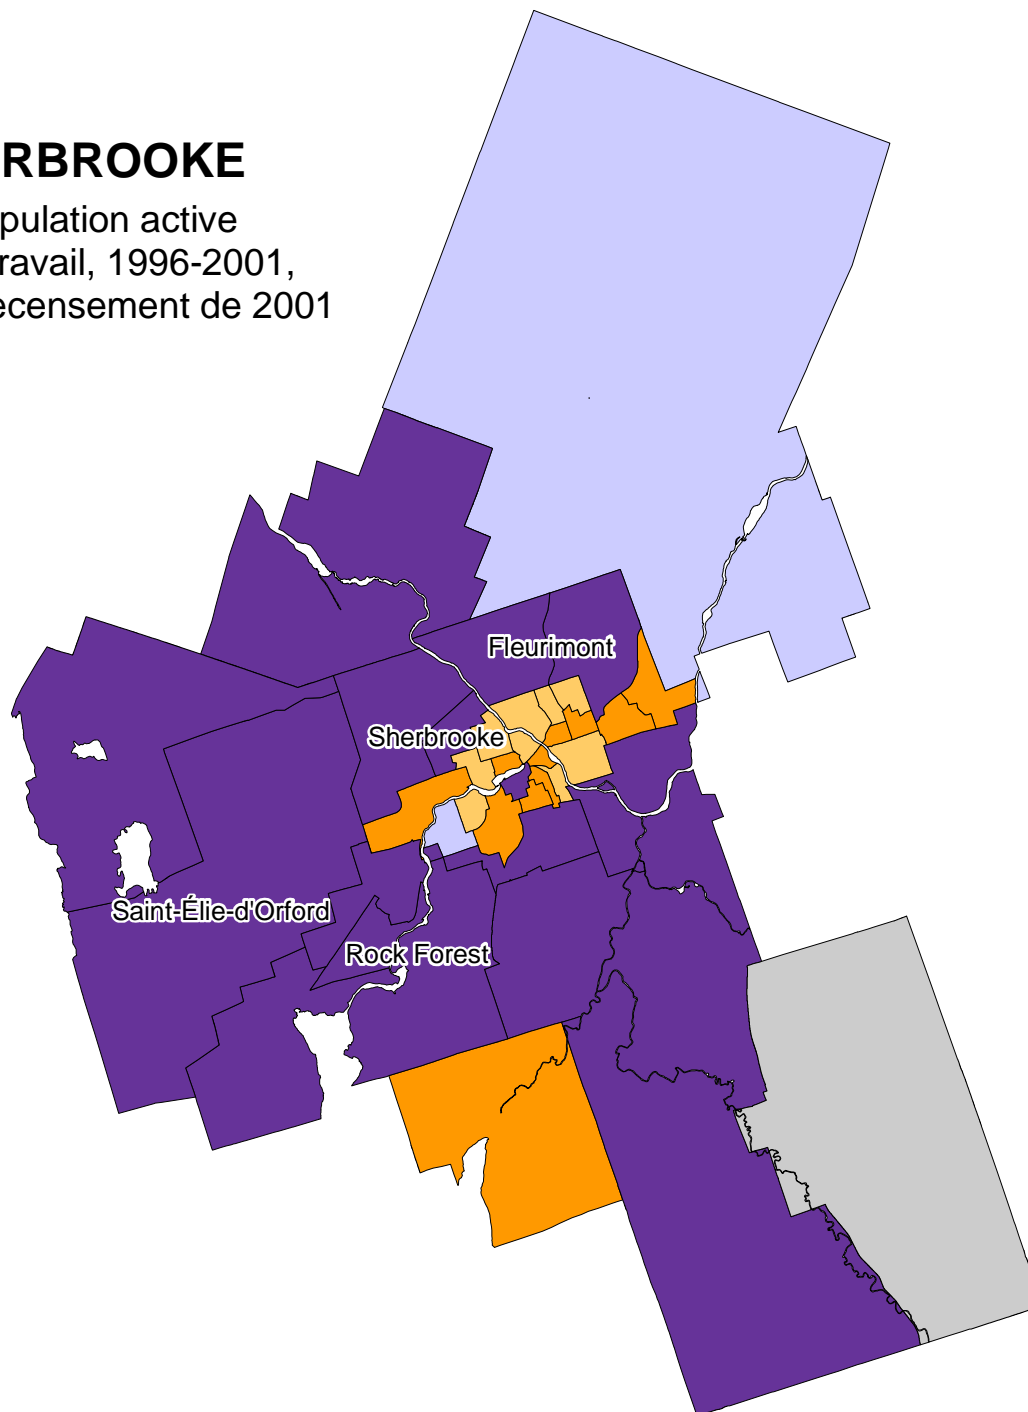 RBROOKE
pulation active
ravail, 1996-2001,
ecensement de 2001
Fleurimont
Sherbrooke
Saint-Élie-d'Orford
Rock Forest